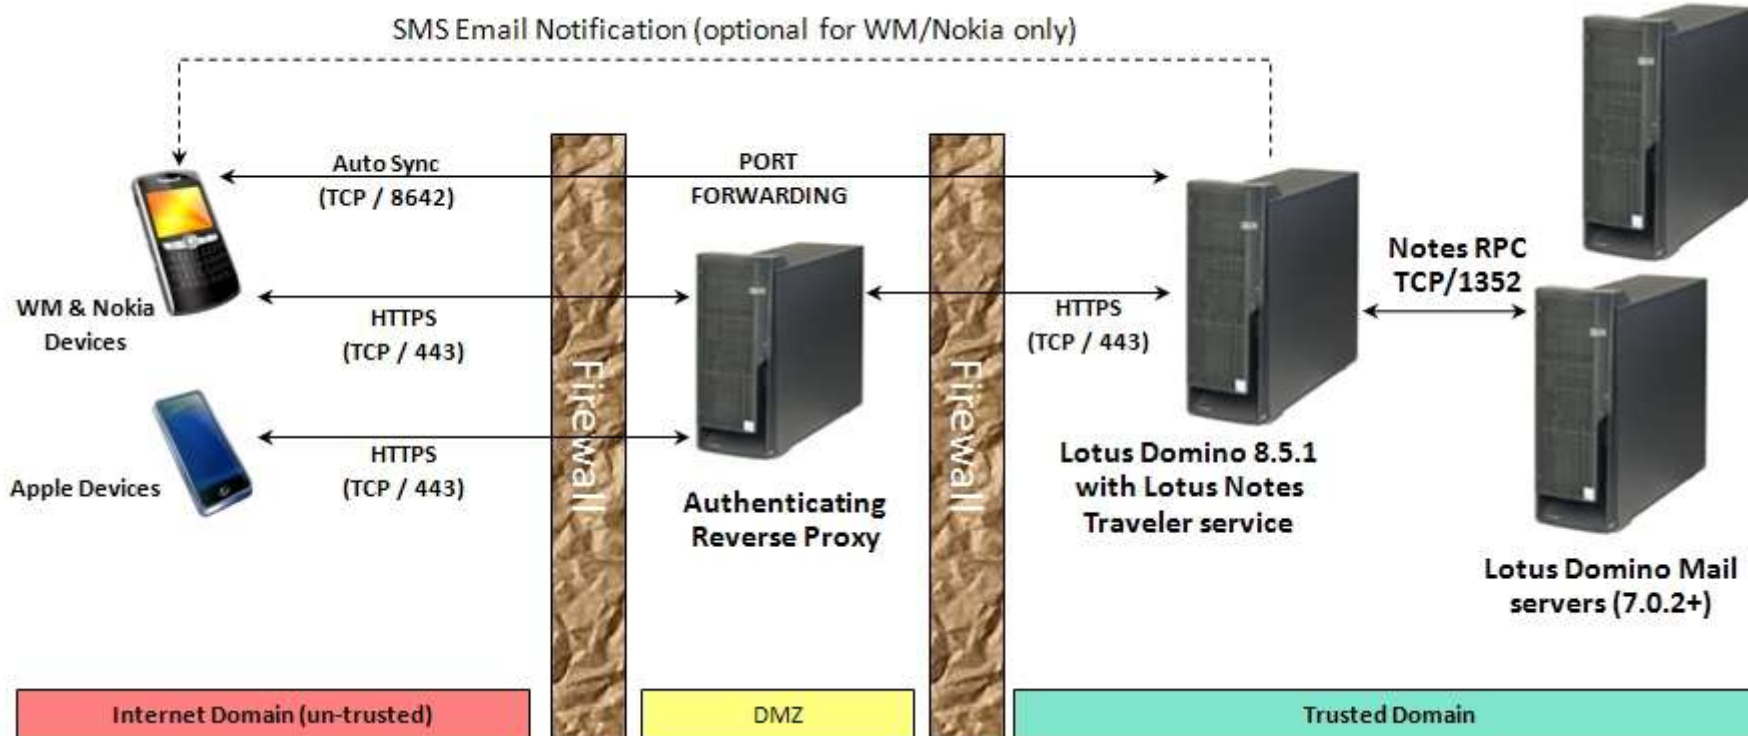 SMS Email Notification (optional for WM/Nokia only)
Auto Sync
(TCP / 8642)
PORT
FORWARDING
WM & Nokia
Devices
HTTPS
(TCP / 443)
HTTPS
(TCP / 443)
Notes RPC
TCP/1352
Apple Devices
HTTPS
(TCP / 443)
Firewall
Firewall
Authenticating
Reverse Proxy
Lotus Domino 8.5.1
with Lotus Notes
Traveler service
Lotus Domino Mail
servers (7.0.2+)
Internet Domain (un-trusted)
DMZ
Trusted Domain